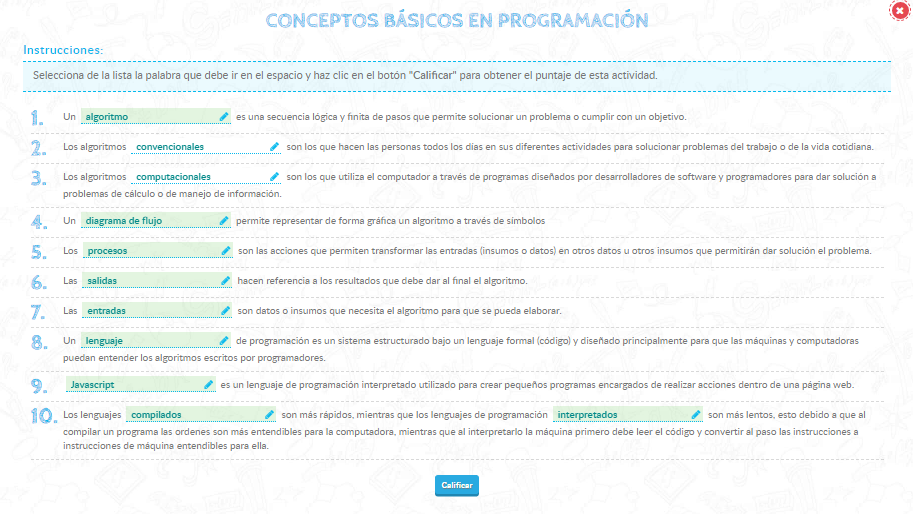 CONCEPTOS BÁSICOS EN PROGRAMACIÓN
Instrucciones:
Selecciona de la lista la palabra que debe ir en el espacio y haz clic en el botón "Calificar" para obtener el puntaje de esta actividad.
1. Un algoritmo es una secuencia lógica y finita de pasos que permite solucionar un problema o cumplir con un objetivo.
2. Los algoritmos convencionales son los que hacen las personas todos los días en sus diferentes actividades para solucionar problemas del trabajo o de la vida cotidiana.
3. Los algoritmos computacionales son los que utiliza el computador a través de programas diseñados por desarrolladores de software y programadores para dar solución a
problemas de cálculo o de manejo de información.
4. Un diagrama de flujo permite representar de forma gráfica un algoritmo a través de símbolos
5. Los procesos son las acciones que permiten transformar las entradas (insumos o datos) en otros datos u otros insumos que permitirán dar solución el problema.
6. Las salidas hacen referencia a los resultados que debe dar al final el algoritmo.
7. Las entradas son datos o insumos que necesita el algoritmo para que se pueda elaborar.
8. Un lenguaje de programación es un sistema estructurado bajo un lenguaje formal (código) y diseñado principalmente para que las máquinas y computadoras
puedan entender los algoritmos escritos por programadores.
9. Javascript es un lenguaje de programación interpretado utilizado para crear pequeños programas encargados de realizar acciones dentro de una página web.
10. Los lenguajes compilados son más rápidos, mientras que los lenguajes de programación interpretados son más lentos, esto debido a que al
compilar un programa las ordenes son más entendibles para la computadora, mientras que al interpretarlo la máquina primero debe leer el código y convertir al paso las instrucciones a
instrucciones de máquina entendibles para ella.
Calificar